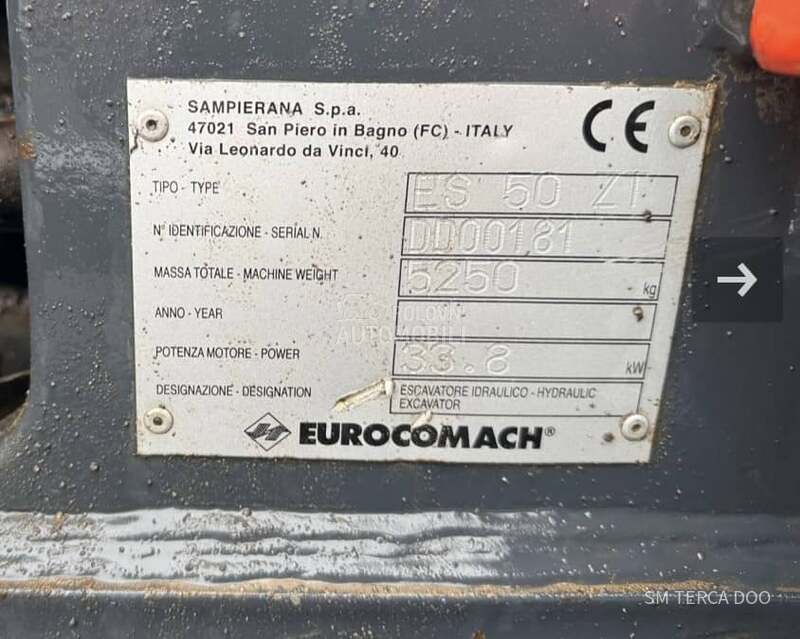 SAMPIERANA S.p.a.
47021 San Piero in Bagno (FC) - ITALY
Via Leonardo da Vinci, 40
CE
TIPO - TYPE ES 50 ZT
N° IDENTIFICAZIONE - SERIAL N. DD00181
MASSA TOTALE - MACHINE WEIGHT 5250 kg
ANNO - YEAR
POLOVNI
AUTOMOBILI
POTENZA MOTORE - POWER 33.8 kW
DESIGNAZIONE - DESIGNATION ESCAVATORE IDRAULICO - HYDRAULIC
EXCAVATOR
EUROCOMACH®
SM TERCA DOO